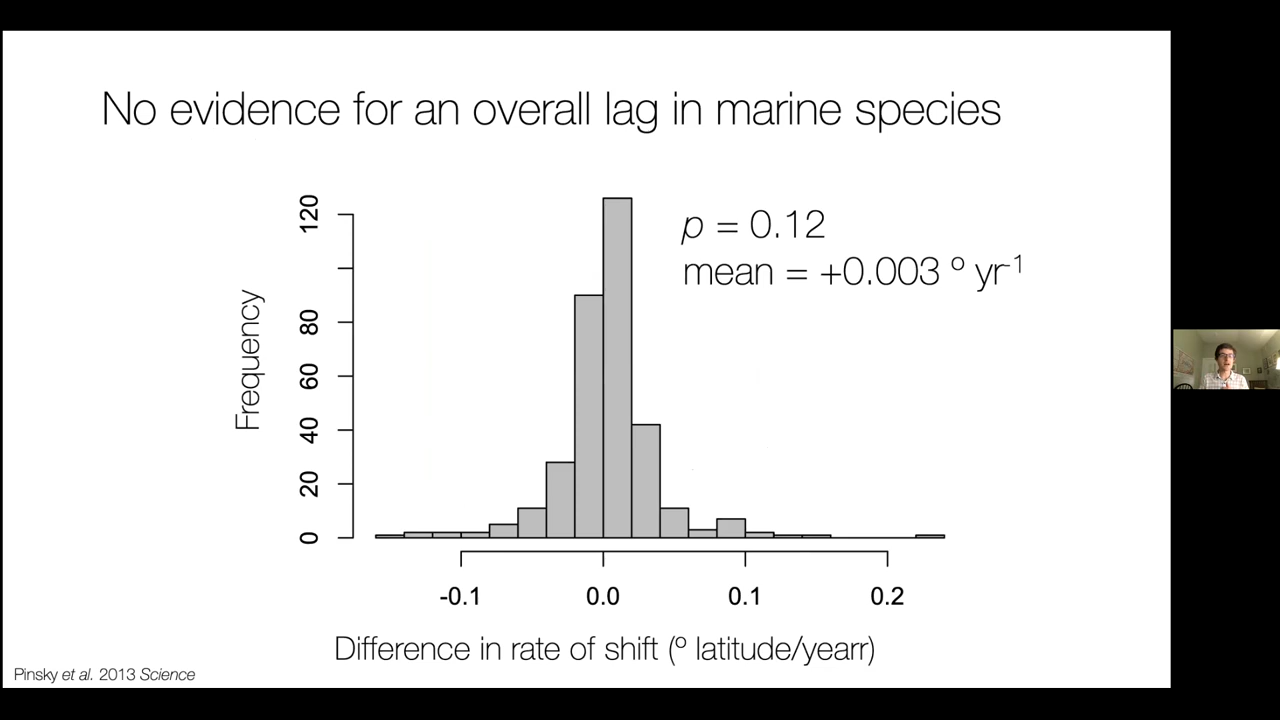 No evidence for an overall lag in marine species
p = 0.12
mean = +0.003 º yr-1
Frequency
120
80
60
40
20
0
-0.1 0.0 0.1 0.2
Difference in rate of shift (º latitude/yearr)
Pinsky et al. 2013 Science